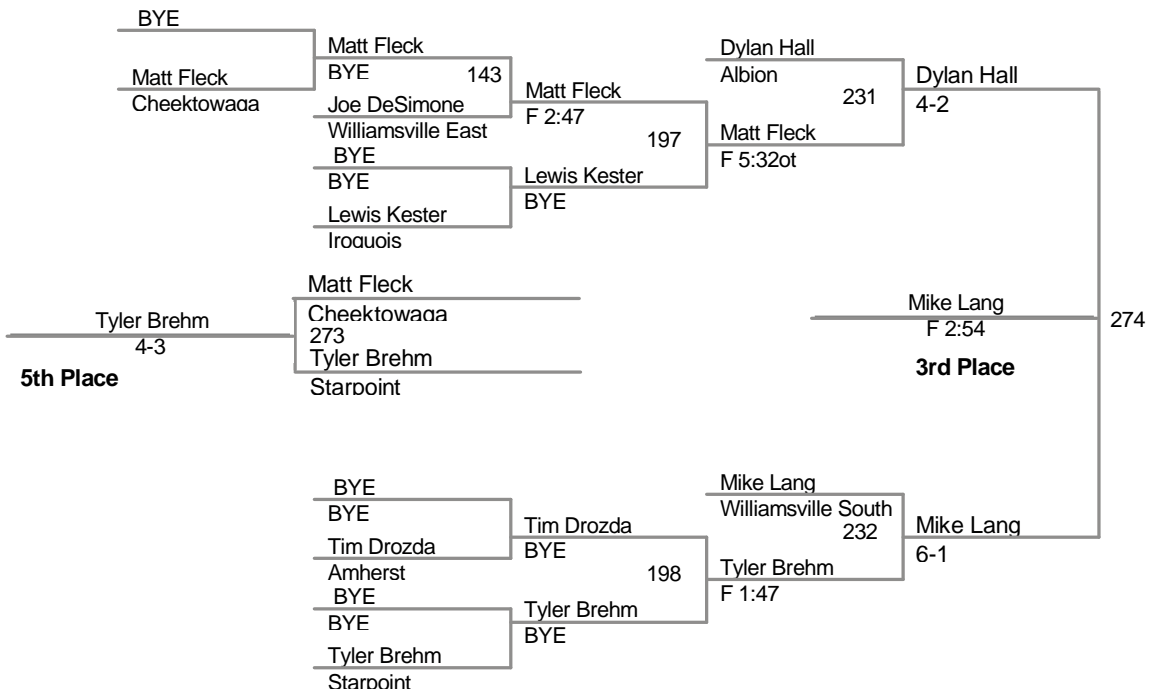 BYE
Matt Fleck
Cheektowaga
Matt Fleck
BYE
143
Joe DeSimone
Williamsville East
BYE
BYE
Lewis Kester
Iroquois
Matt Fleck
F 2:47
197
Lewis Kester
BYE
Dylan Hall
Albion
231
Matt Fleck
F 5:32ot
Dylan Hall
4-2
Matt Fleck
Cheektowaga
273
Tyler Brehm
Starpoint
Tyler Brehm
4-3
5th Place
Mike Lang
F 2:54
3rd Place
274
BYE
BYE
Tim Drozda
Amherst
BYE
BYE
Tyler Brehm
Starpoint
Tim Drozda
BYE
198
Tyler Brehm
BYE
Mike Lang
Williamsville South
232
Tyler Brehm
F 1:47
Mike Lang
6-1